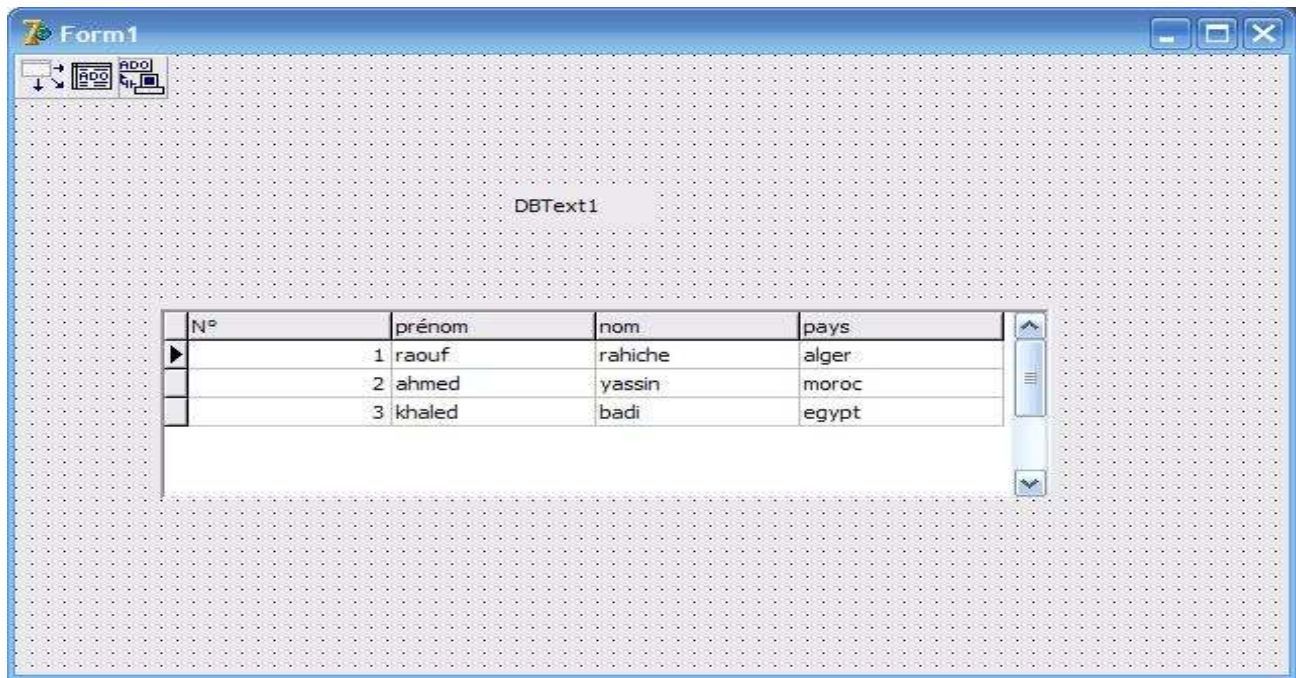 Form1
ADO ADO
DBText1
N° prénom nom pays
1 raouf rahiche alger
2 ahmed yassin moroc
3 khaled badi egypt